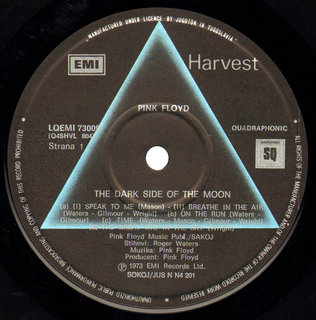 MANUFACTURED UNDER LICENCE BY JUGOTON IN YUGOSLAVIA
EMI
Harvest
PINK FLOYD
LQEMI 73009
(Q4SHVL 804)
QUADRAPHONIC
Strana 1
SQ
THE DARK SIDE OF THE MOON
(a) (I) SPEAK TO ME (Mason) - (II) BREATHE IN THE AIR
(Waters - Gilmour - Wright) (b) ON THE RUN (Waters -
Gilmour) (c) TIME (Waters - Mason - Gilmour - Wright)
(Wright)
Pink Floyd Music Publ./SAKOJ
Stihovi: Roger Waters
Muzika: Pink Floyd
Producent: Pink Floyd
℗ 1973 EMI Records Ltd.
SOKOJ/JUS N N4 201
ALL RIGHTS OF THE MANUFACTURER AND OF THE OWNER OF THE RECORDED WORK RESERVED
UNAUTHORIZED PUBLIC PERFORMANCE BROADCASTING AND COPYING OF THIS RECORD PROHIBITED